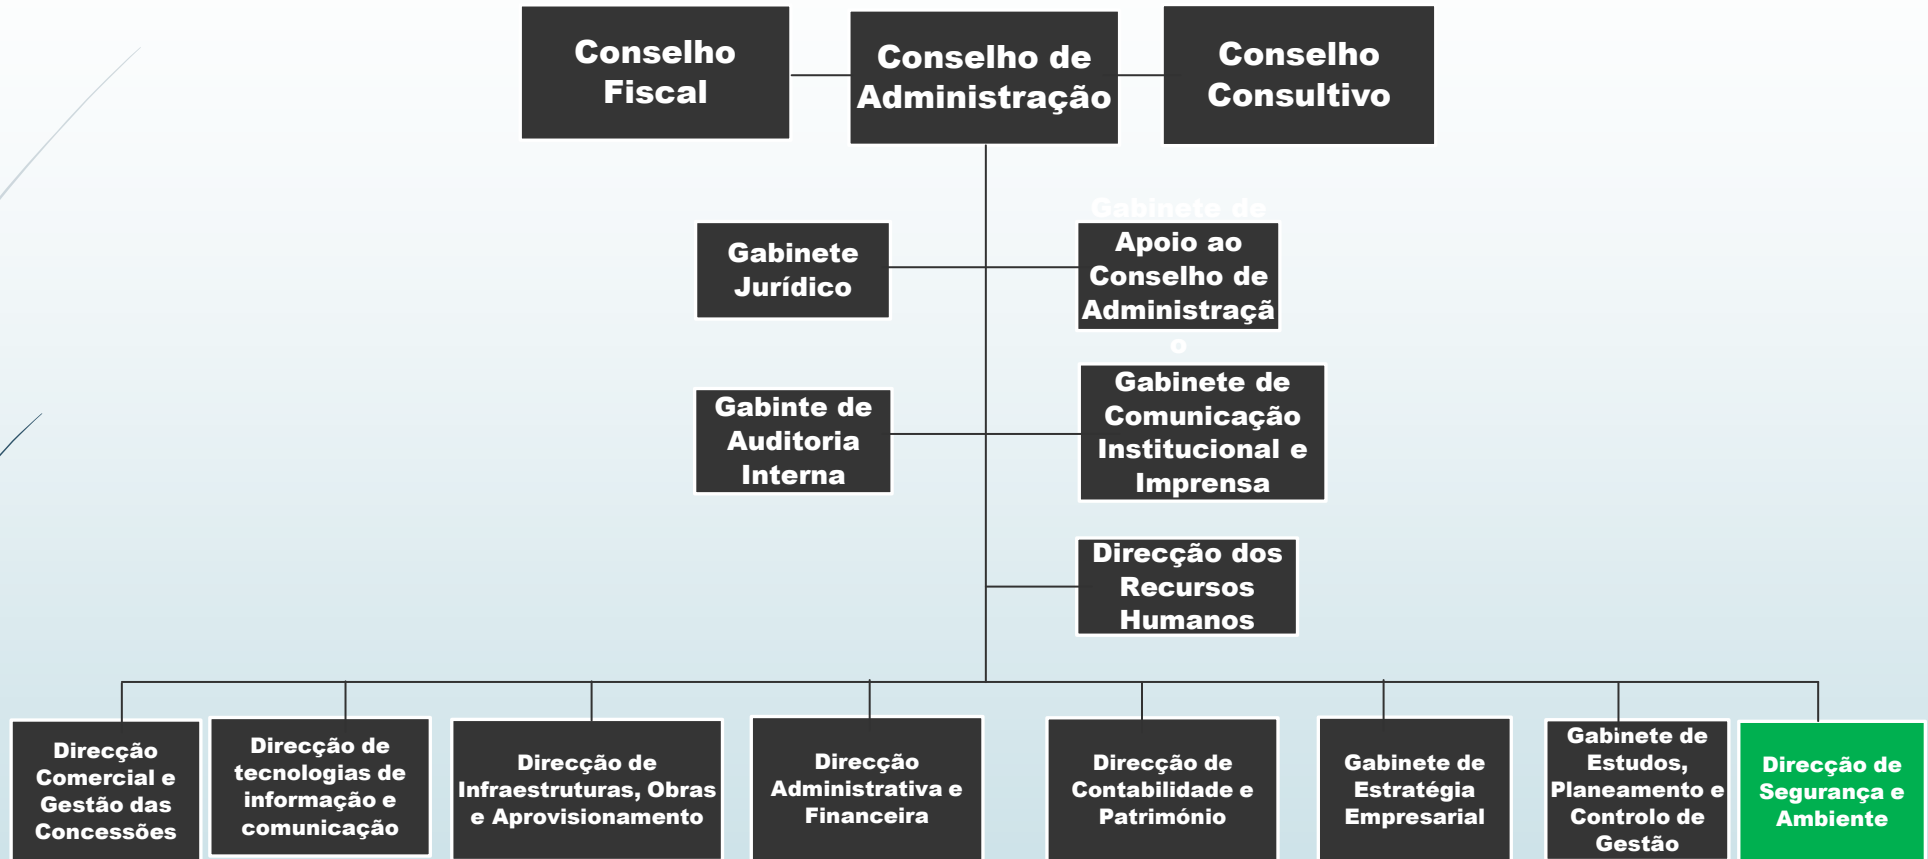 Conselho
Fiscal
Conselho de
Administração
Conselho
Consultivo
Gabinete
Jurídico
Gabinete de
Apoio ao
Conselho de
Administraçã
o
Gabinte de
Auditoria
Interna
Gabinete de
Comunicação
Institucional e
Imprensa
Direcção dos
Recursos
Humanos
Direcção
Comercial e
Gestão das
Concessões
Direcção de
tecnologias de
informação e
comunicação
Direcção de
Infraestruturas, Obras
e Aprovisionamento
Direcção
Administrativa e
Financeira
Direcção de
Contabilidade e
Património
Gabinete de
Estratégia
Empresarial
Gabinete de
Estudos,
Planeamento e
Controlo de
Gestão
Direcção de
Segurança e
Ambiente